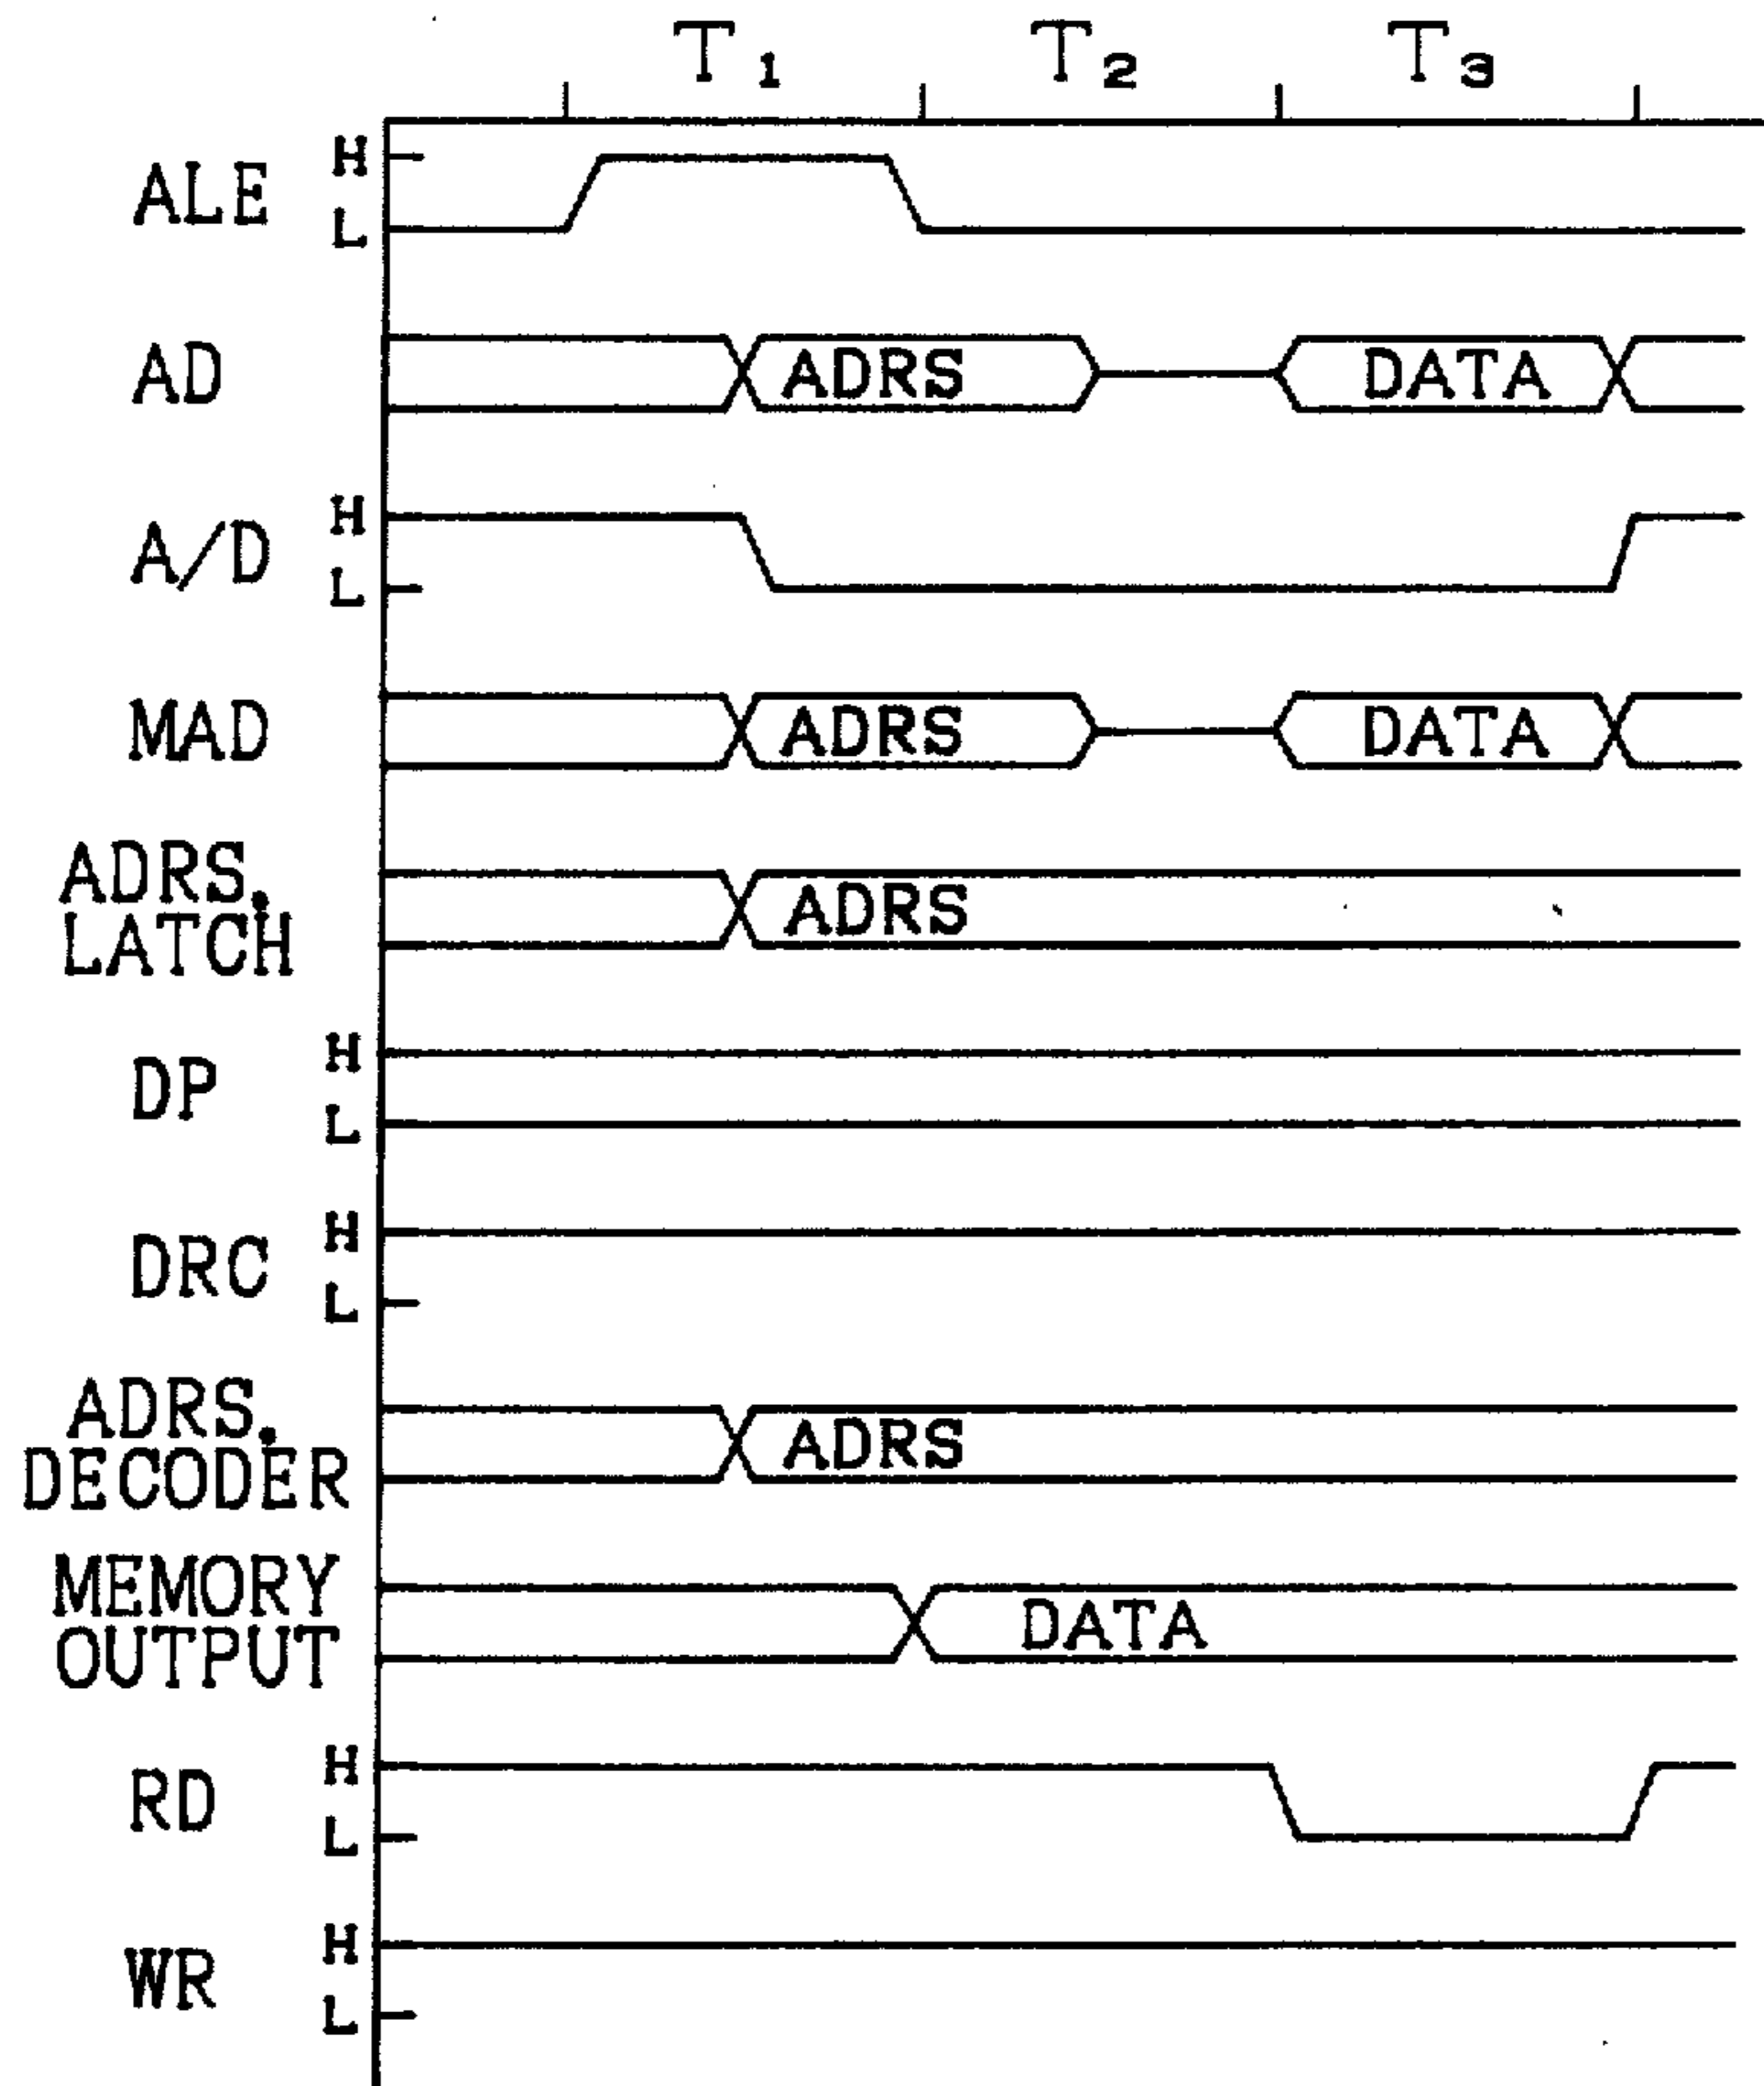 T1 T2 T3
ALE H
L
AD ADRS DATA
A/D H
L
MAD ADRS DATA
ADRS.
LATCH ADRS
DP H
L
DRC H
L
ADRS.
DECODER ADRS
MEMORY
OUTPUT DATA
RD H
L
WR H
L